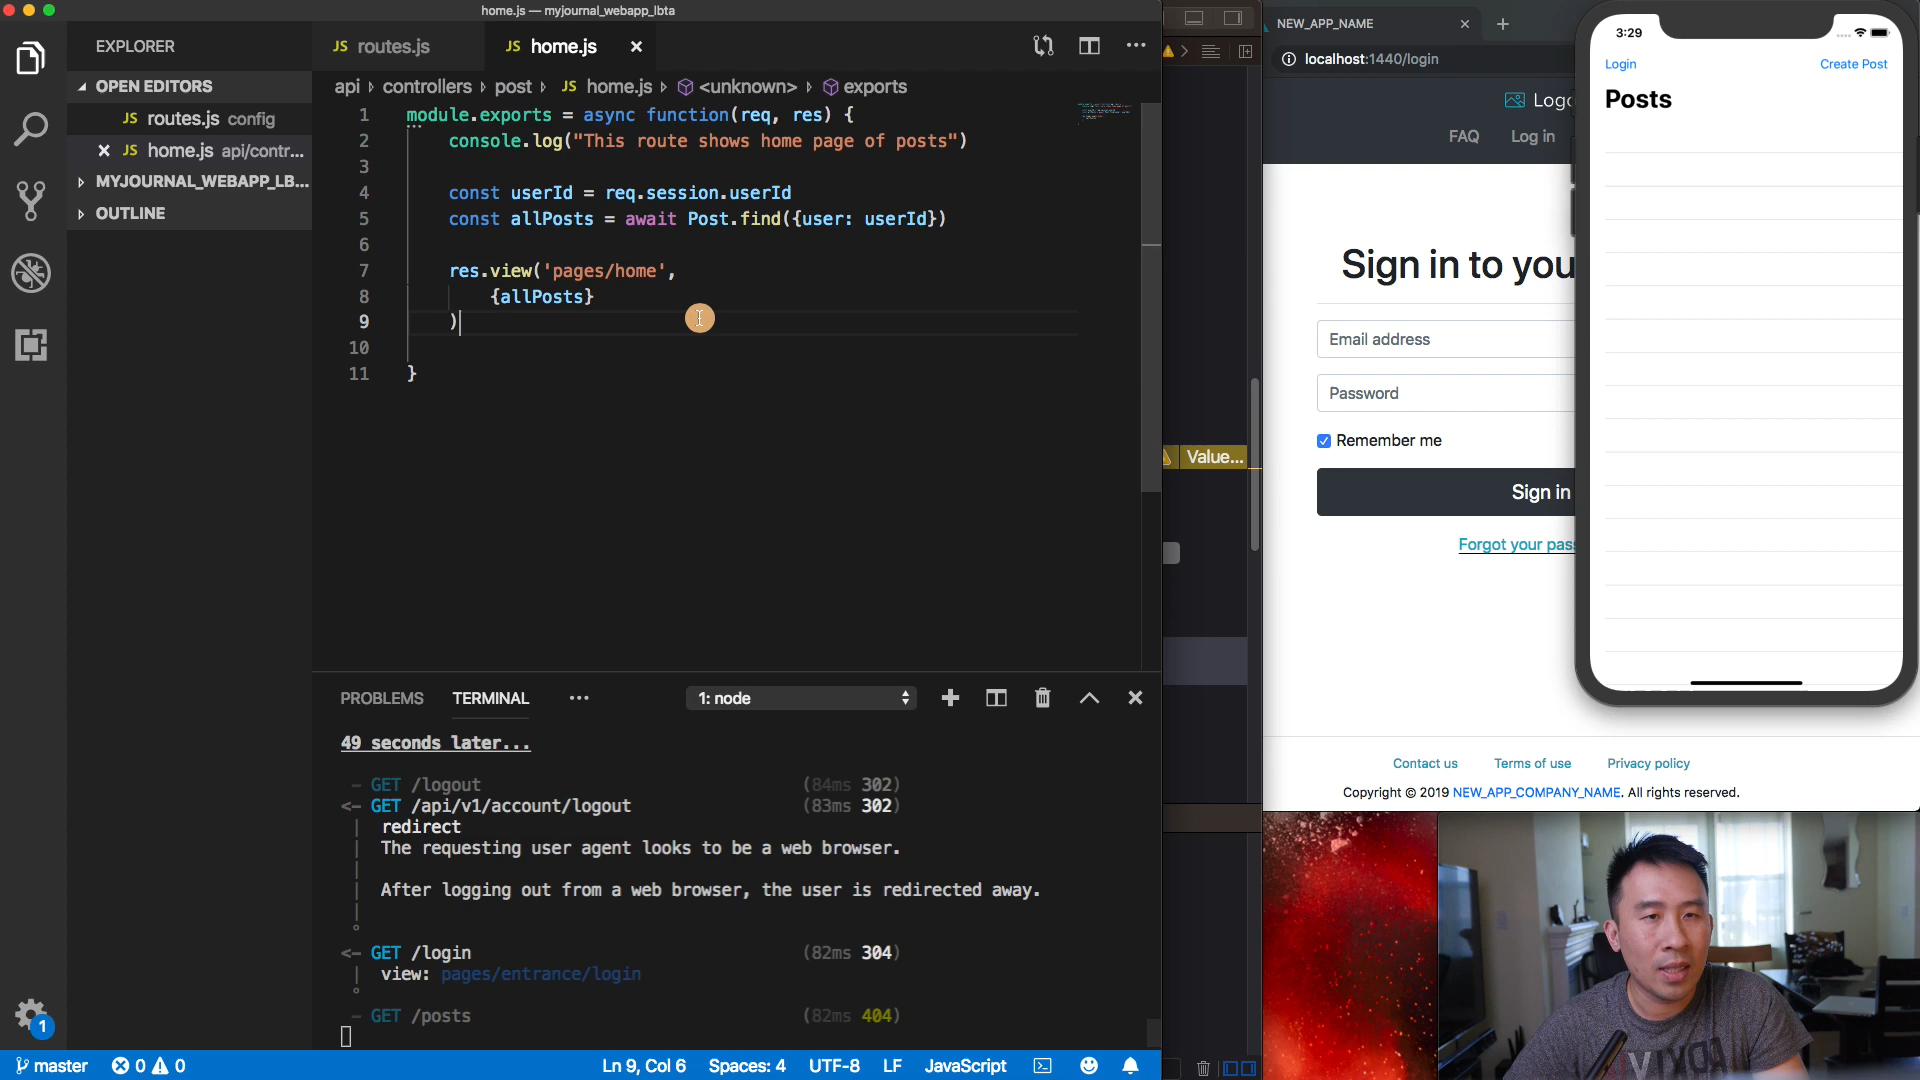 home.js — myjournal_webapp_lbta
EXPLORER
OPEN EDITORS
JS routes.js config
JS home.js api/contr...
MYJOURNAL_WEBAPP_LB...
OUTLINE
JS routes.js
JS home.js
api › controllers › post › JS home.js › <unknown> › exports
1 module.exports = async function(req, res) {
2 console.log("This route shows home page of posts")
3
4 const userId = req.session.userId
5 const allPosts = await Post.find({user: userId})
6
7 res.view('pages/home',
8 {allPosts}
9 )
10
11 }
PROBLEMS
TERMINAL
1: node
49 seconds later...
– GET /logout (84ms 302)
<– GET /api/v1/account/logout (83ms 302)
| redirect
| The requesting user agent looks to be a web browser.
|
| After logging out from a web browser, the user is redirected away.
|
°
<– GET /login (82ms 304)
| view: pages/entrance/login
°
– GET /posts (82ms 404)
1
master
0
0
Ln 9, Col 6
Spaces: 4
UTF-8
LF
JavaScript
Value...
NEW_APP_NAME
localhost:1440/login
Logo
FAQ
Log in
Sign in to you
Email address
Password
Remember me
Sign in
Forgot your pass
Contact us
Terms of use
Privacy policy
Copyright © 2019 NEW_APP_COMPANY_NAME. All rights reserved.
3:29
Login
Create Post
Posts